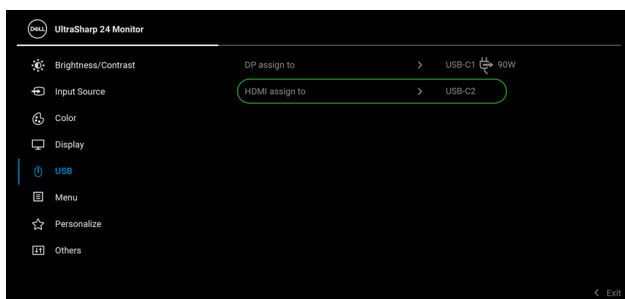 DELL UltraSharp 24 Monitor
Brightness/Contrast DP assign to > USB-C1 90W
Input Source HDMI assign to > USB-C2
Color
Display
USB
Menu
Personalize
Others
< Exit